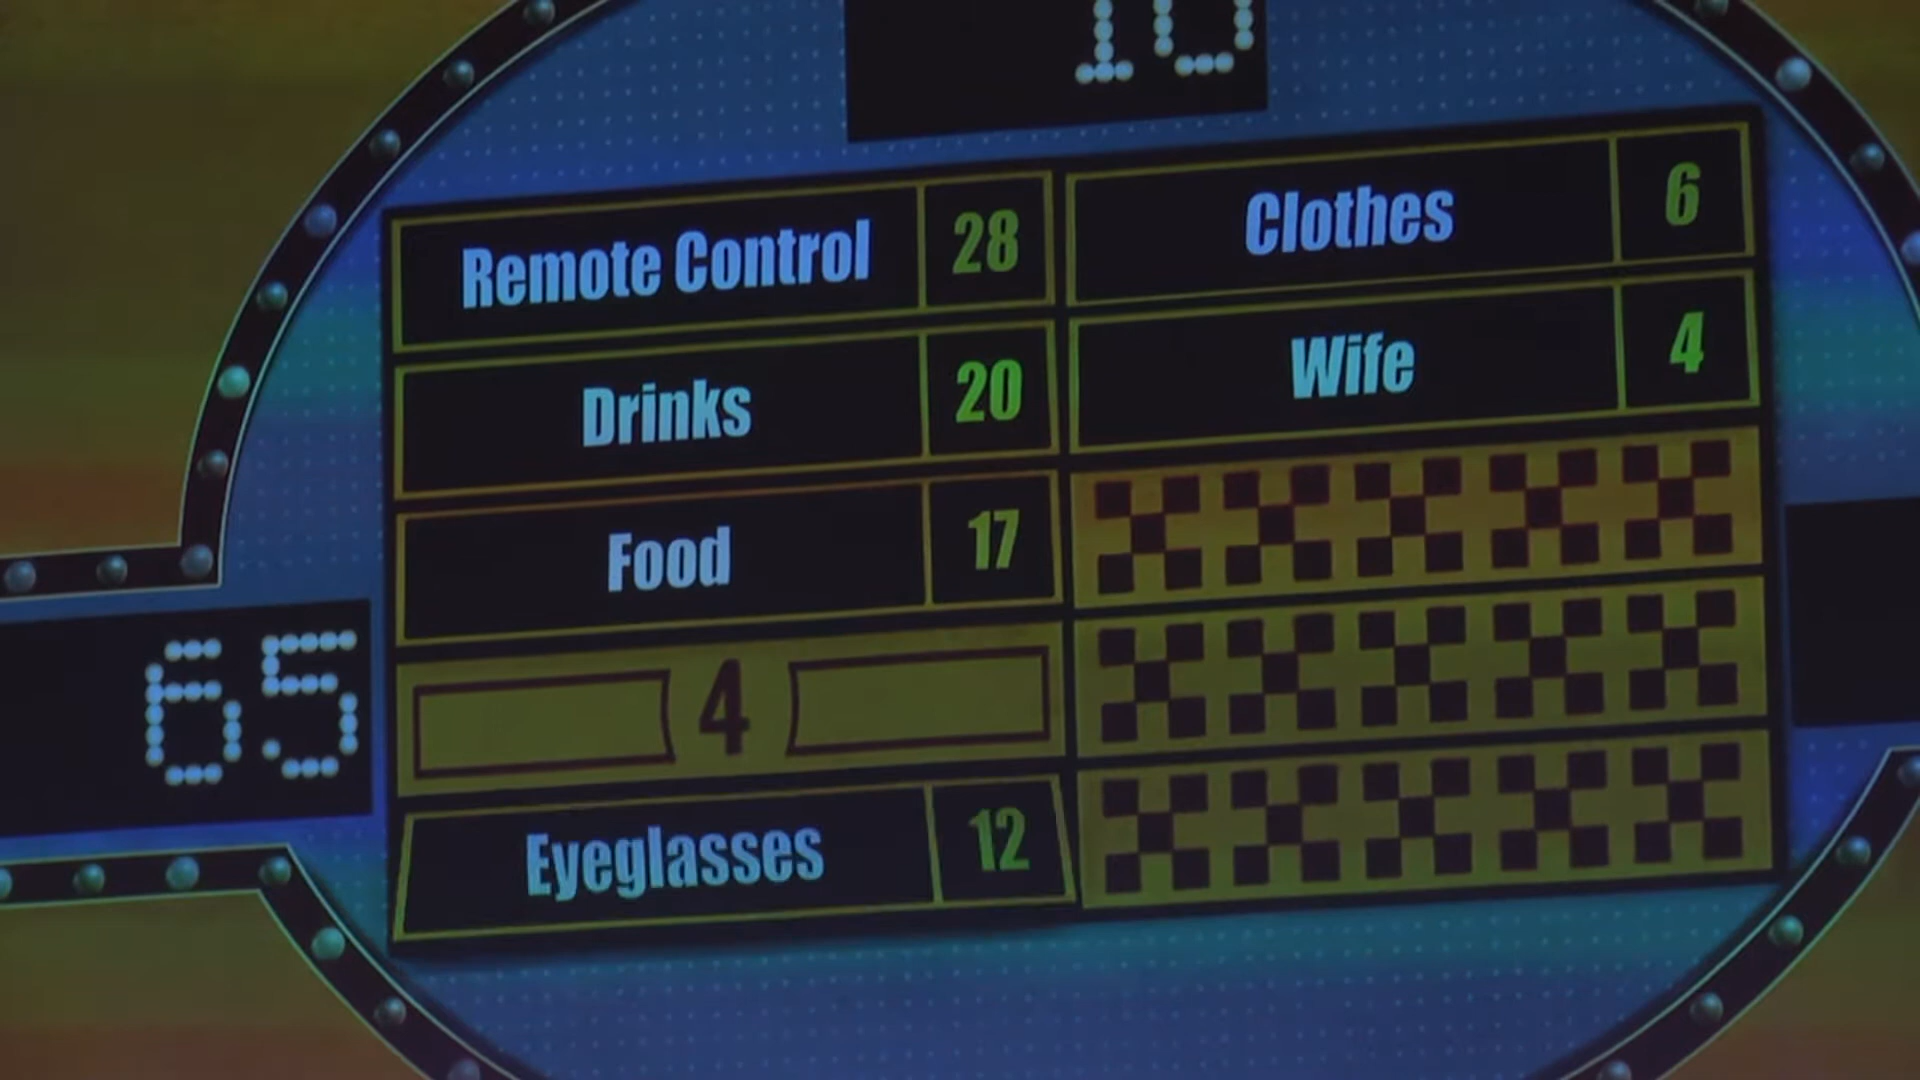 10
Remote Control 28
Drinks 20
Food 17
4
Eyeglasses 12
Clothes 6
Wife 4
65